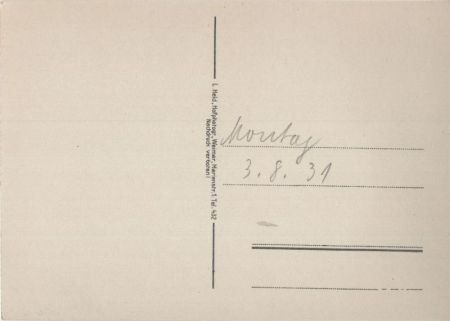 L. Held, Hofphotogr., Weimar, Marienstr. 1 Tel. 452
Nachdruck verboten!
Montag
3. 8. 31